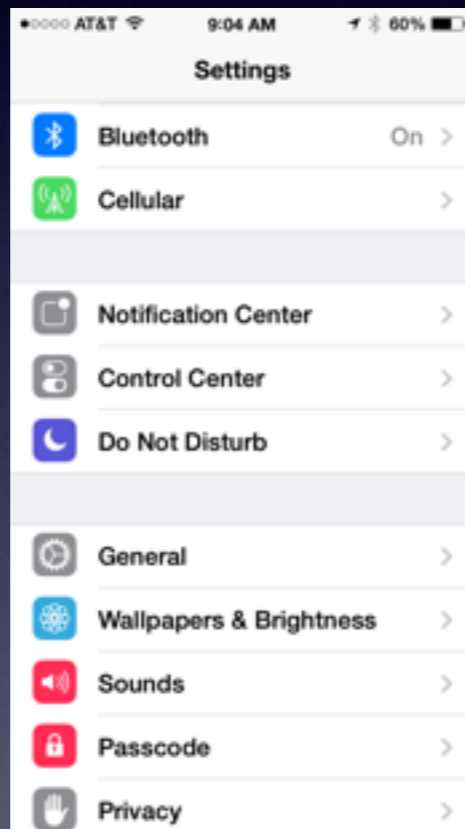 AT&T 9:04 AM 60%
Settings
Bluetooth On
Cellular
Notification Center
Control Center
Do Not Disturb
General
Wallpapers & Brightness
Sounds
Passcode
Privacy